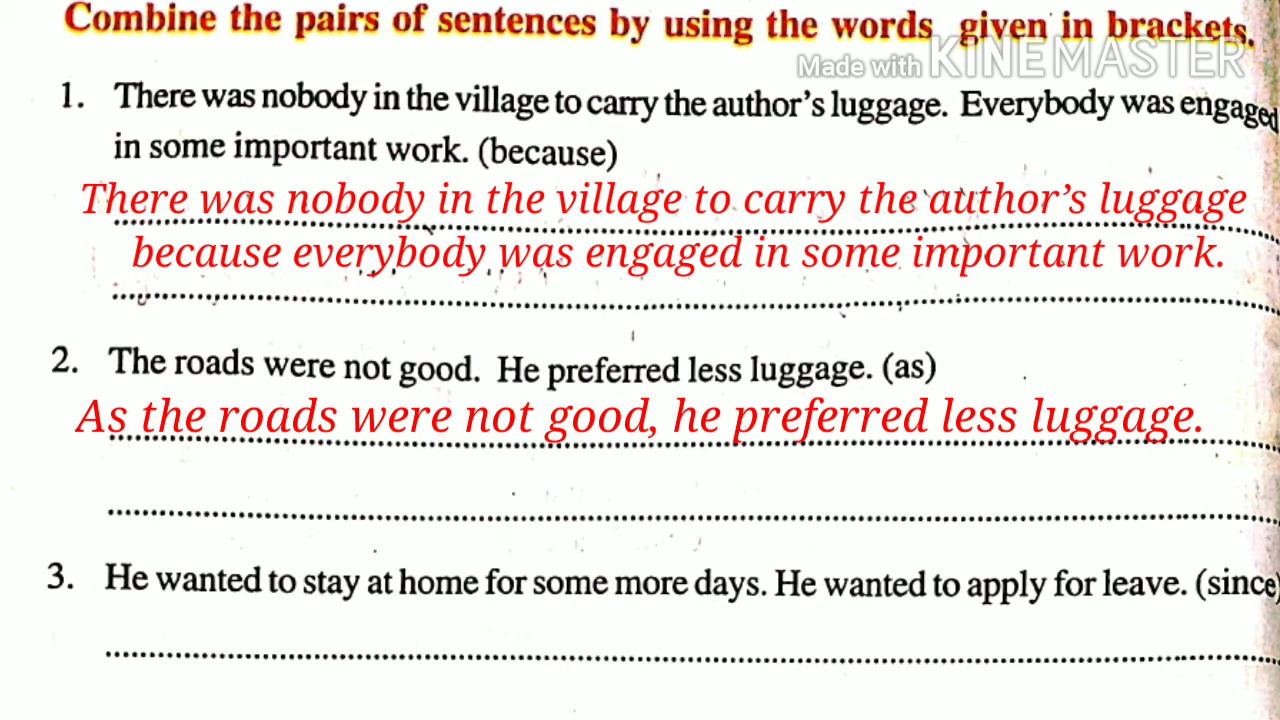 Combine the pairs of sentences by using the words given in brackets.
Made with KINEMASTER
1. There was nobody in the village to carry the author's luggage. Everybody was engaged
in some important work. (because)
There was nobody in the village to carry the author's luggage
because everybody was engaged in some important work.
2. The roads were not good. He preferred less luggage. (as)
As the roads were not good, he preferred less luggage.
3. He wanted to stay at home for some more days. He wanted to apply for leave. (since)